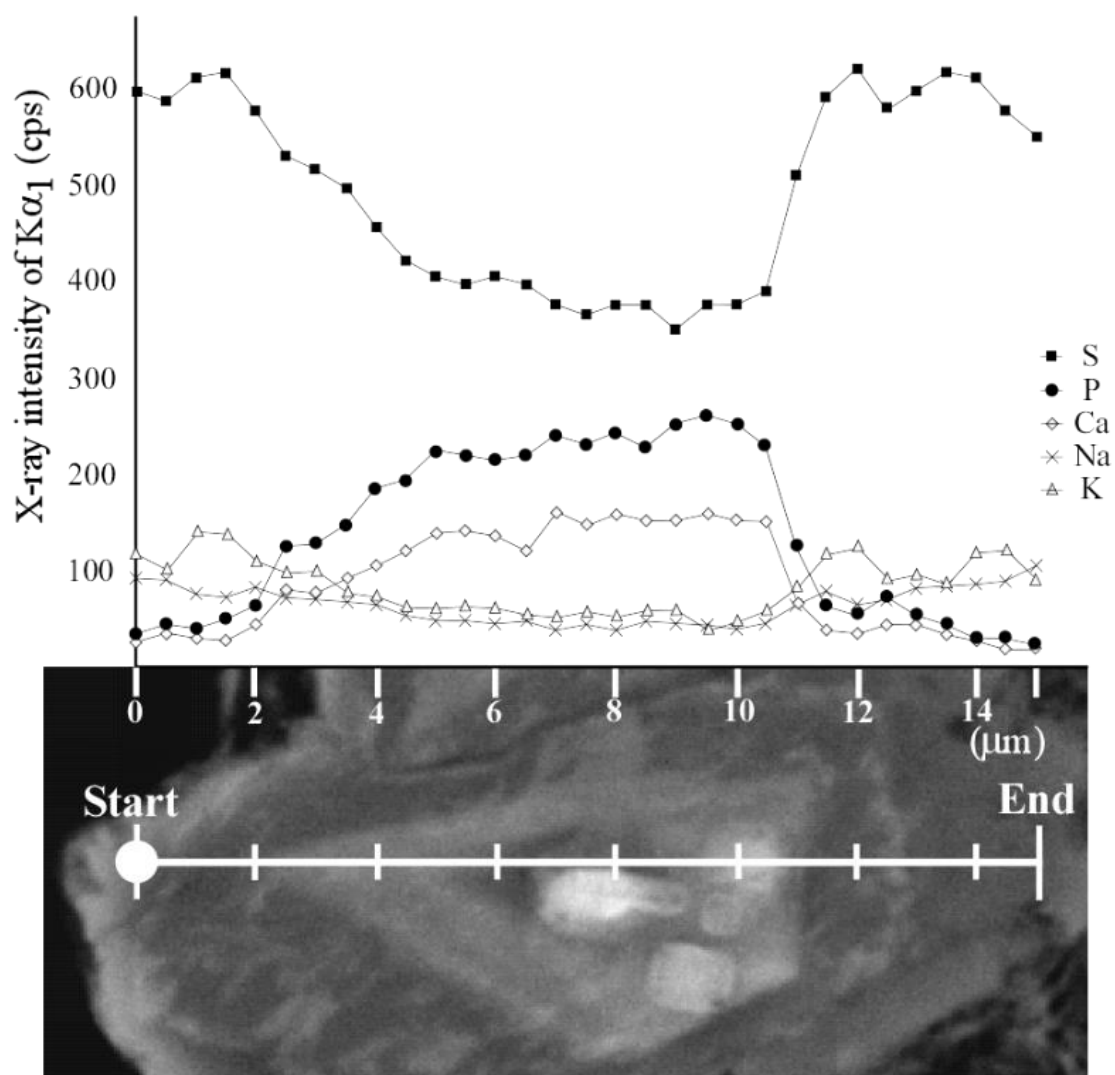 X-ray intensity of Kα1 (cps)
600
500
400
300
200
100
S
P
Ca
Na
K
0 2 4 6 8 10 12 14
(μm)
Start End